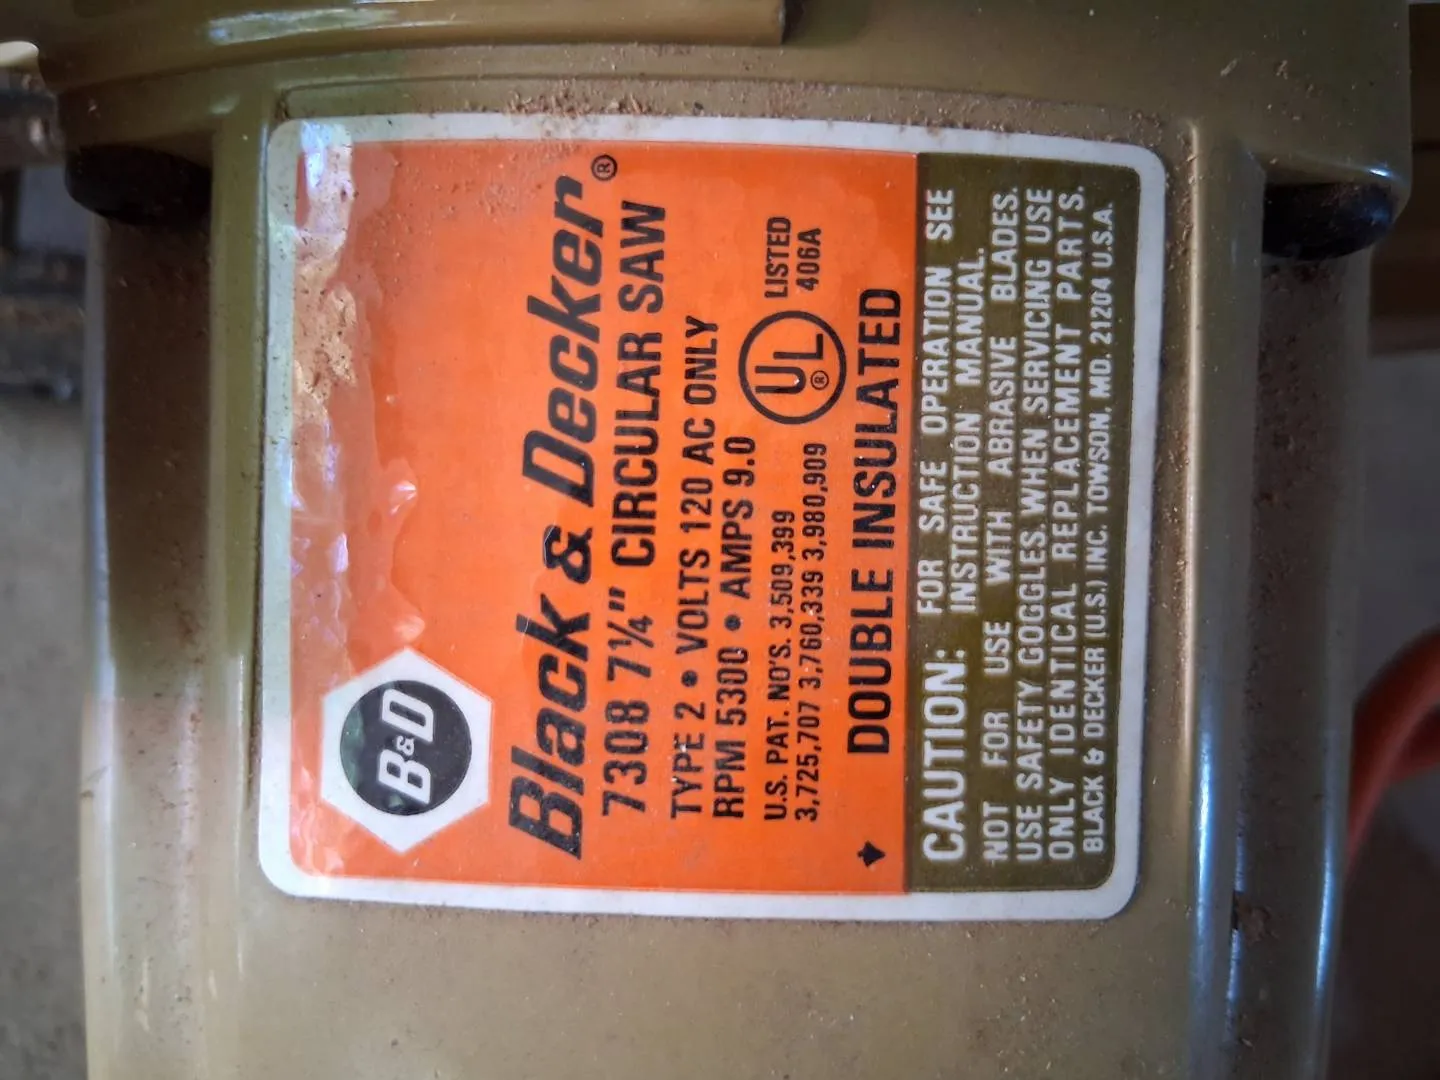 B&D
Black & Decker®
7308 7¼" CIRCULAR SAW
TYPE 2 • VOLTS 120 AC ONLY
RPM 5300 • AMPS 9.0
U.S. PAT. NO'S. 3,509,399
3,725,707 3,760,339 3,980,909
UL®
LISTED
406A
DOUBLE INSULATED
CAUTION: FOR SAFE OPERATION SEE
INSTRUCTION MANUAL.
NOT FOR USE WITH ABRASIVE BLADES.
USE SAFETY GOGGLES. WHEN SERVICING USE
ONLY IDENTICAL REPLACEMENT PARTS.
BLACK & DECKER (U.S.) INC. TOWSON, MD. 21204 U.S.A.